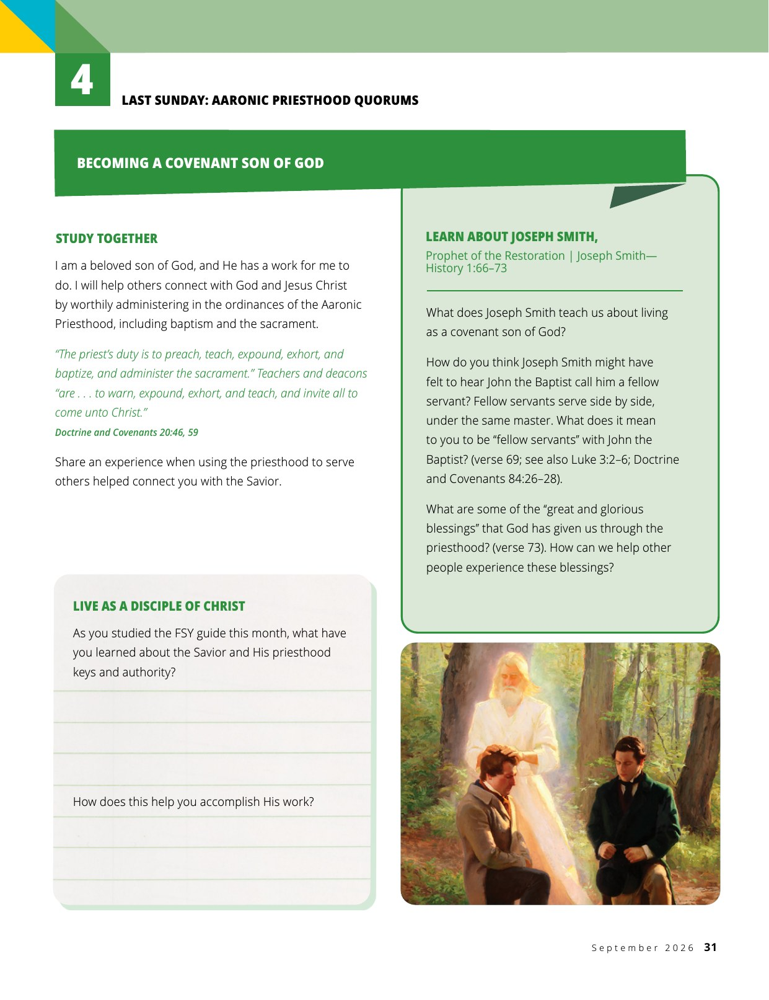 4
LAST SUNDAY: AARONIC PRIESTHOOD QUORUMS
BECOMING A COVENANT SON OF GOD
STUDY TOGETHER
I am a beloved son of God, and He has a work for me to
do. I will help others connect with God and Jesus Christ
by worthily administering in the ordinances of the Aaronic
Priesthood, including baptism and the sacrament.
“The priest’s duty is to preach, teach, expound, exhort, and
baptize, and administer the sacrament.” Teachers and deacons
“are . . . to warn, expound, exhort, and teach, and invite all to
come unto Christ.”
Doctrine and Covenants 20:46, 59
Share an experience when using the priesthood to serve
others helped connect you with the Savior.
LIVE AS A DISCIPLE OF CHRIST
As you studied the FSY guide this month, what have
you learned about the Savior and His priesthood
keys and authority?
How does this help you accomplish His work?
LEARN ABOUT JOSEPH SMITH,
Prophet of the Restoration | Joseph Smith—
History 1:66–73
What does Joseph Smith teach us about living
as a covenant son of God?
How do you think Joseph Smith might have
felt to hear John the Baptist call him a fellow
servant? Fellow servants serve side by side,
under the same master. What does it mean
to you to be “fellow servants” with John the
Baptist? (verse 69; see also Luke 3:2–6; Doctrine
and Covenants 84:26–28).
What are some of the “great and glorious
blessings” that God has given us through the
priesthood? (verse 73). How can we help other
people experience these blessings?
September 2026 31